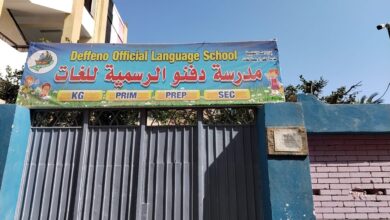 Deffeno Official Language School
مدرسة دفنو الرسمية للغات
KG PRIM PREP SEC